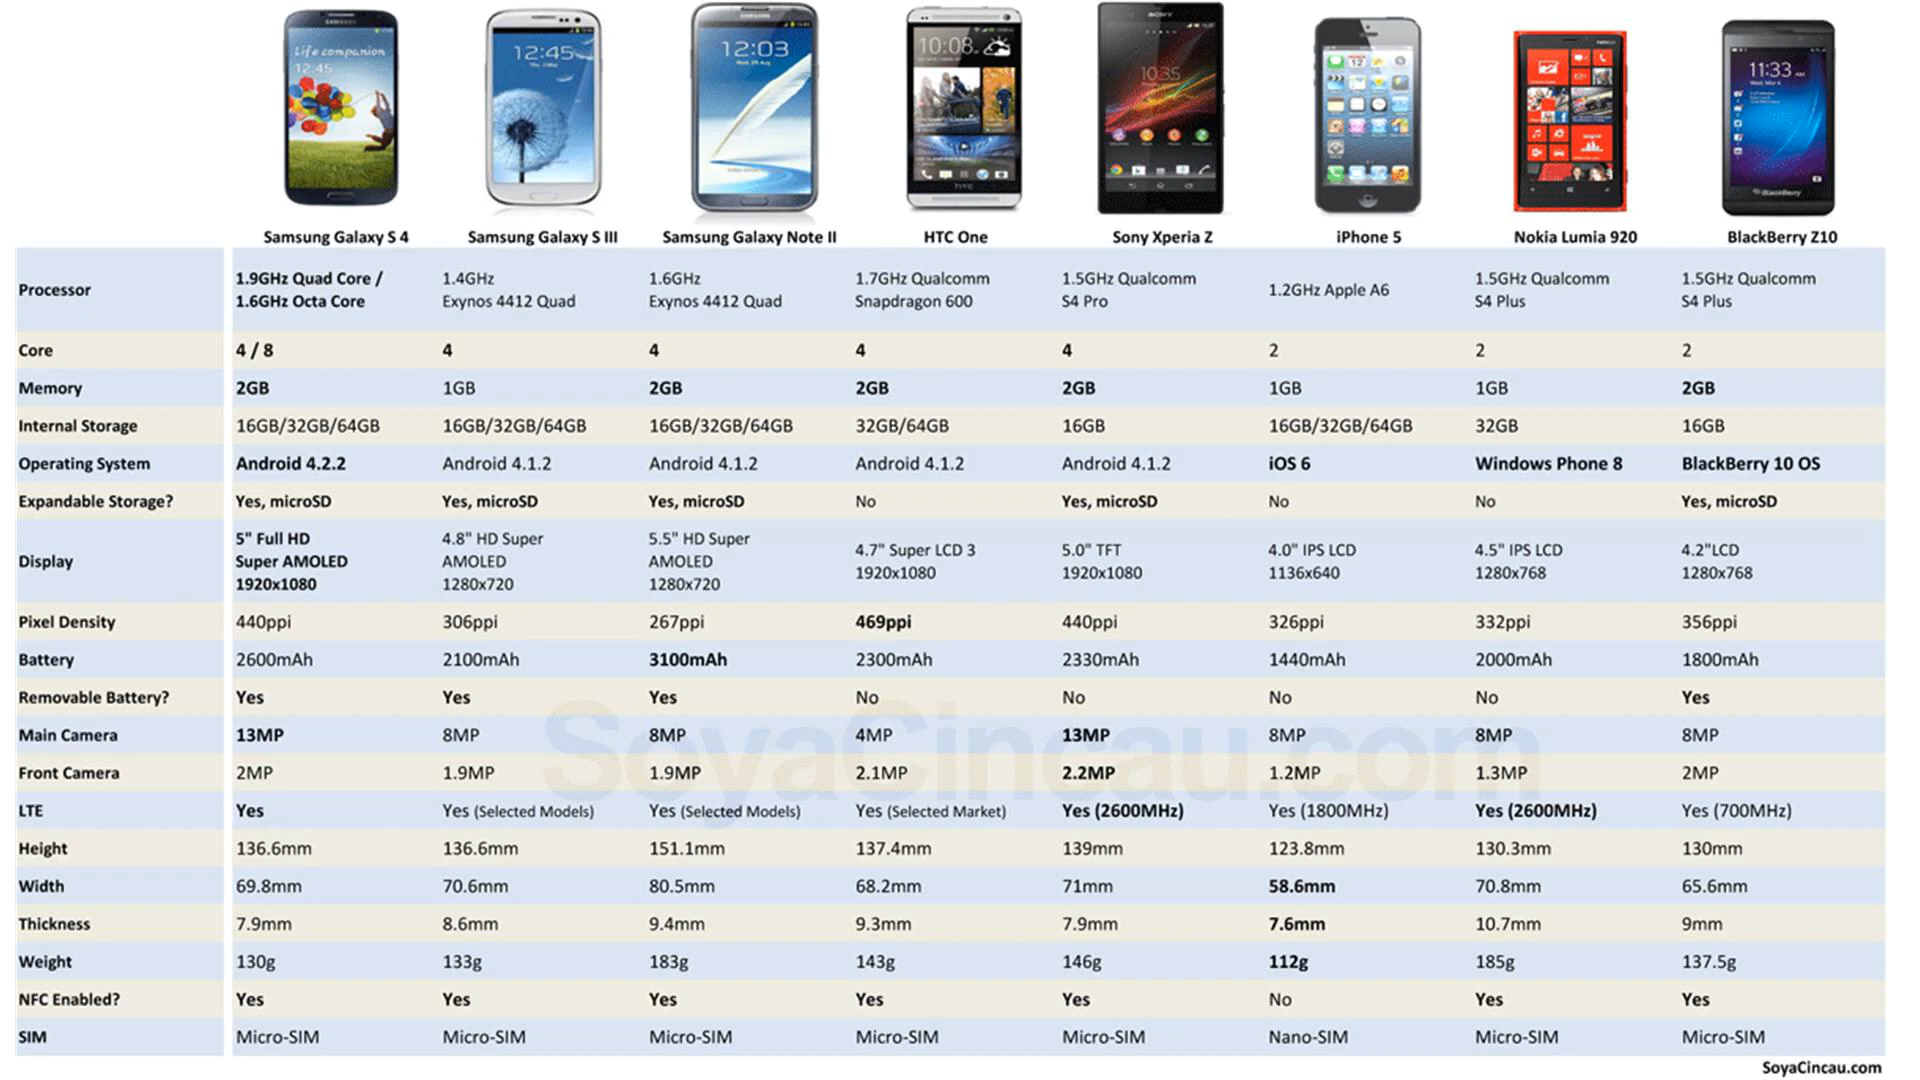 SAMSUNG
Life companion
12:45
12:45
12:03
10:08
hTC
SONY
10:35
12
NOKIA
11:33 AM
BlackBerry
Samsung Galaxy S 4 Samsung Galaxy S III Samsung Galaxy Note II HTC One Sony Xperia Z iPhone 5 Nokia Lumia 920 BlackBerry Z10
Processor 1.9GHz Quad Core / 1.6GHz Octa Core 1.4GHz Exynos 4412 Quad 1.6GHz Exynos 4412 Quad 1.7GHz Qualcomm Snapdragon 600 1.5GHz Qualcomm S4 Pro 1.2GHz Apple A6 1.5GHz Qualcomm S4 Plus 1.5GHz Qualcomm S4 Plus
Core 4 / 8 4 4 4 4 2 2 2
Memory 2GB 1GB 2GB 2GB 2GB 1GB 1GB 2GB
Internal Storage 16GB/32GB/64GB 16GB/32GB/64GB 16GB/32GB/64GB 32GB/64GB 16GB 16GB/32GB/64GB 32GB 16GB
Operating System Android 4.2.2 Android 4.1.2 Android 4.1.2 Android 4.1.2 Android 4.1.2 iOS 6 Windows Phone 8 BlackBerry 10 OS
Expandable Storage? Yes, microSD Yes, microSD Yes, microSD No Yes, microSD No No Yes, microSD
Display 5" Full HD Super AMOLED 1920x1080 4.8" HD Super AMOLED 1280x720 5.5" HD Super AMOLED 1280x720 4.7" Super LCD 3 1920x1080 5.0" TFT 1920x1080 4.0" IPS LCD 1136x640 4.5" IPS LCD 1280x768 4.2"LCD 1280x768
Pixel Density 440ppi 306ppi 267ppi 469ppi 440ppi 326ppi 332ppi 356ppi
Battery 2600mAh 2100mAh 3100mAh 2300mAh 2330mAh 1440mAh 2000mAh 1800mAh
Removable Battery? Yes Yes Yes No No No No Yes
Main Camera 13MP 8MP 8MP 4MP 13MP 8MP 8MP 8MP
Front Camera 2MP 1.9MP 1.9MP 2.1MP 2.2MP 1.2MP 1.3MP 2MP
LTE Yes Yes (Selected Models) Yes (Selected Models) Yes (Selected Market) Yes (2600MHz) Yes (1800MHz) Yes (2600MHz) Yes (700MHz)
Height 136.6mm 136.6mm 151.1mm 137.4mm 139mm 123.8mm 130.3mm 130mm
Width 69.8mm 70.6mm 80.5mm 68.2mm 71mm 58.6mm 70.8mm 65.6mm
Thickness 7.9mm 8.6mm 9.4mm 9.3mm 7.9mm 7.6mm 10.7mm 9mm
Weight 130g 133g 183g 143g 146g 112g 185g 137.5g
NFC Enabled? Yes Yes Yes Yes Yes No Yes Yes
SIM Micro-SIM Micro-SIM Micro-SIM Micro-SIM Micro-SIM Nano-SIM Micro-SIM Micro-SIM
SoyaCincau.com
SoyaCincau.com